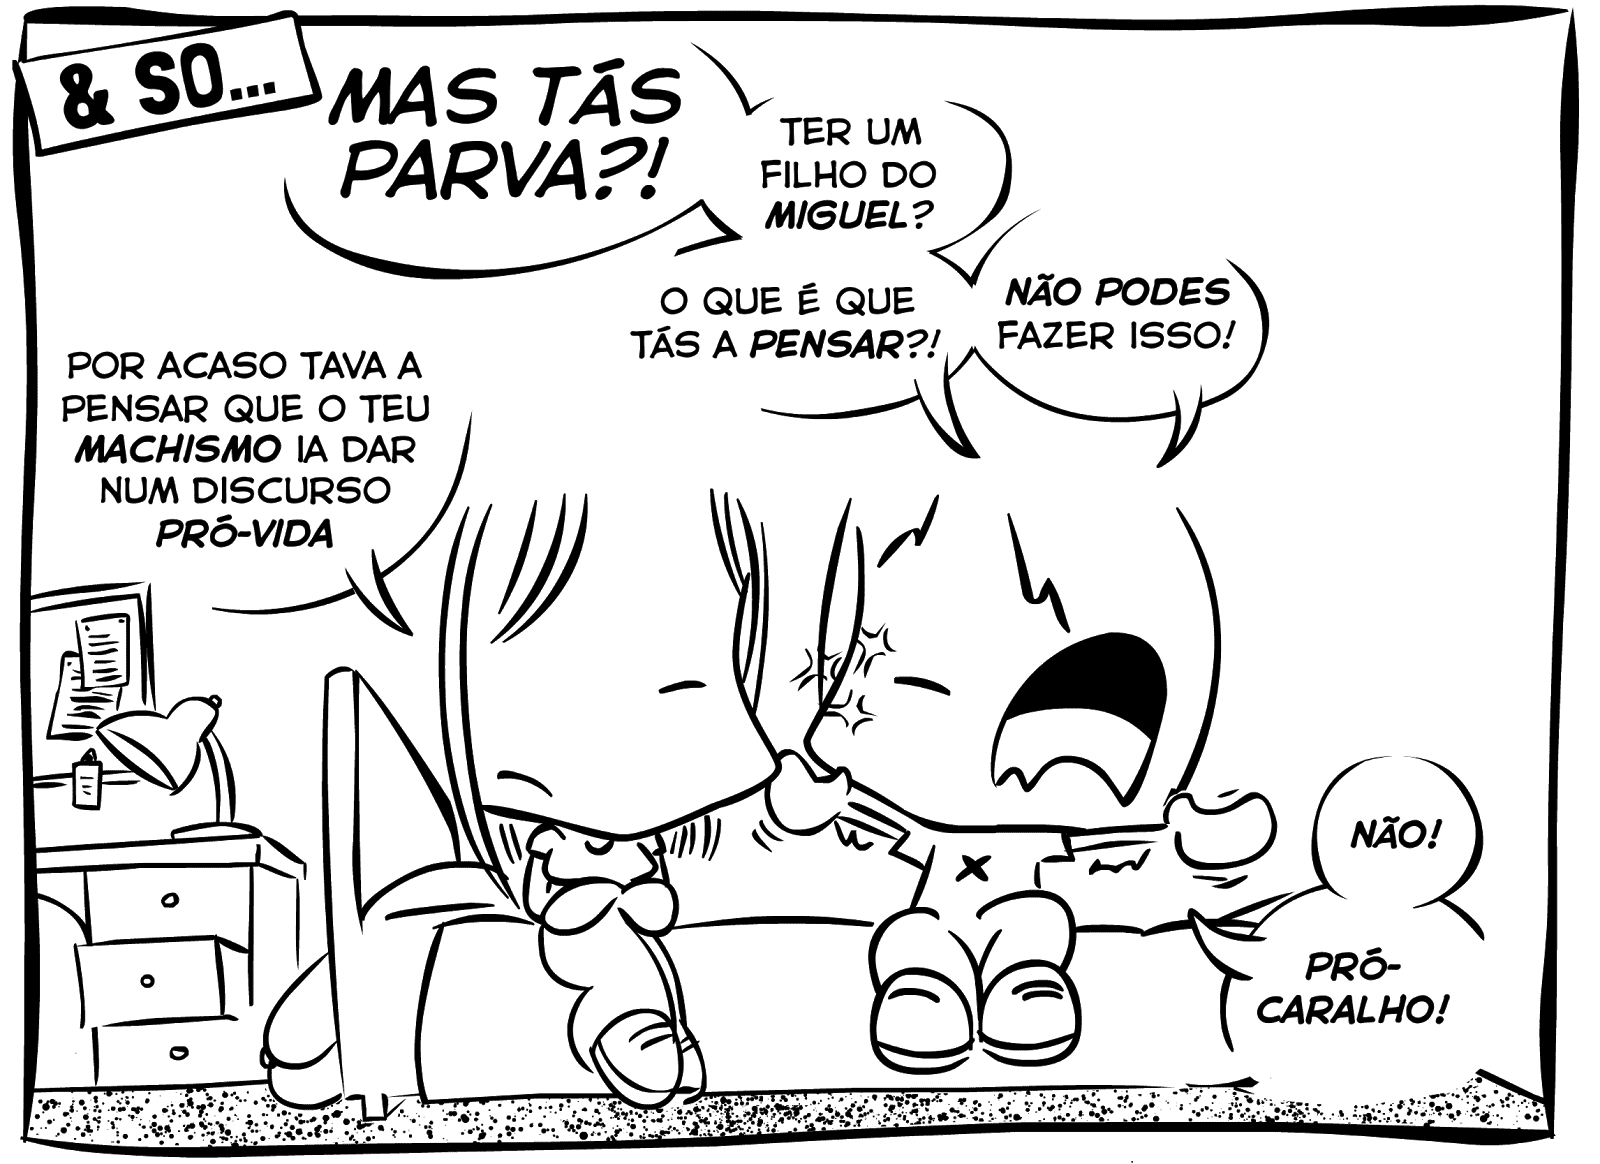 & SO...
MAS TÁS
PARVA?!
TER UM
FILHO DO
MIGUEL?
O QUE É QUE
TÁS A PENSAR?!
NÃO PODES
FAZER ISSO!
POR ACASO TAVA A
PENSAR QUE O TEU
MACHISMO IA DAR
NUM DISCURSO
PRÓ-VIDA
NÃO!
PRÓ-
CARALHO!